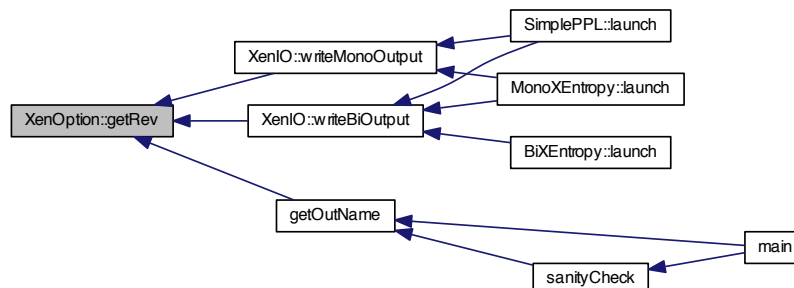 SimplePPL::launch
XenIO::writeMonoOutput
MonoXEntropy::launch
XenOption::getRev
XenIO::writeBiOutput
BiXEntropy::launch
getOutName
main
sanityCheck